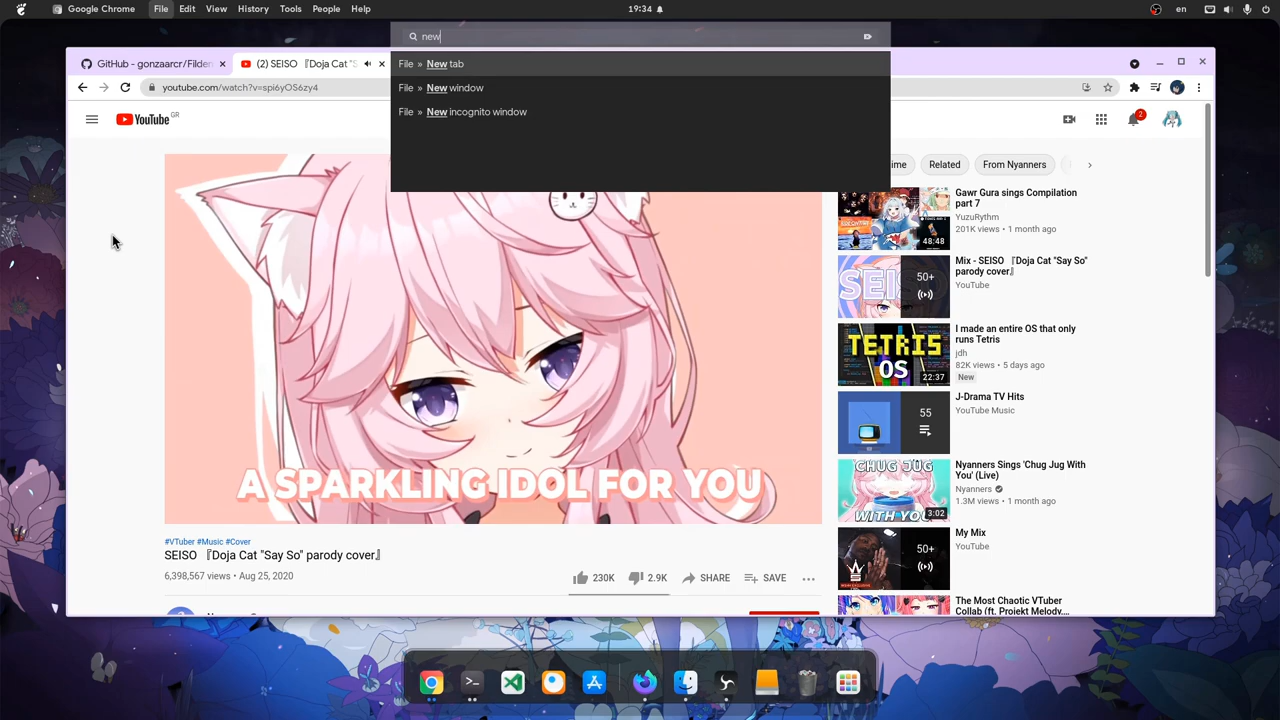 Google Chrome File Edit View History Tools People Help
19:34
en
new
File » New tab
File » New window
File » New incognito window
GitHub - gonzaarcr/Filden
(2) SEISO 『Doja Cat "S
youtube.com/watch?v=spi6yOS6zy4
YouTube GR
2
ime
Related
From Nyanners
A SPARKLING IDOL FOR YOU
#VTuber #Music #Cover
SEISO 『Doja Cat "Say So" parody cover』
6,398,567 views • Aug 25, 2020
230K
2.9K
SHARE
SAVE
Gawr Gura sings Compilation
part 7
YuzuRythm
201K views • 1 month ago
48:48
Mix - SEISO 『Doja Cat "Say So"
parody cover』
YouTube
SEIS
50+
I made an entire OS that only
runs Tetris
jdh
82K views • 5 days ago
New
TETRIS
OS
22:37
J-Drama TV Hits
YouTube Music
55
Nyanners Sings 'Chug Jug With
You' (Live)
Nyanners
1.3M views • 1 month ago
CHUG JUG
WITH YOU
3:02
My Mix
YouTube
50+
The Most Chaotic VTuber
Collab (ft. Projekt Melody,...